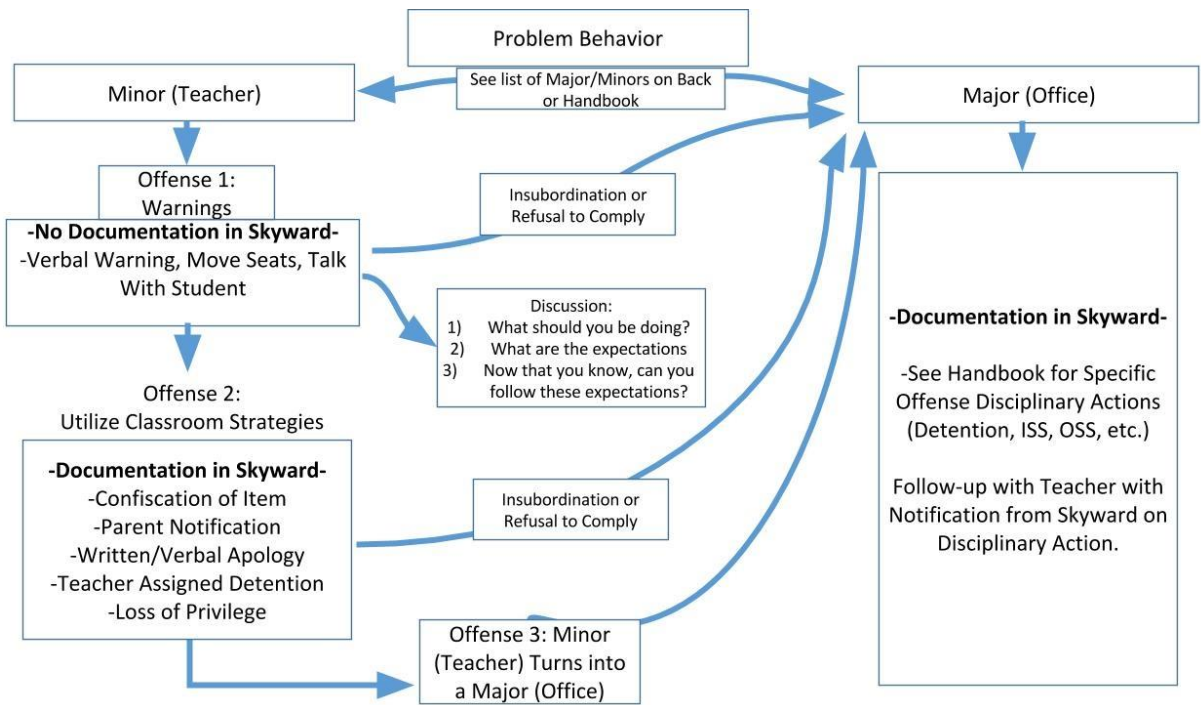 Problem Behavior
See list of Major/Minors on Back
or Handbook
Minor (Teacher)
Major (Office)
Offense 1:
Warnings
-No Documentation in Skyward-
-Verbal Warning, Move Seats, Talk
With Student
Insubordination or
Refusal to Comply
Discussion:
1) What should you be doing?
2) What are the expectations
3) Now that you know, can you
follow these expectations?
Offense 2:
Utilize Classroom Strategies
-Documentation in Skyward-
-Confiscation of Item
-Parent Notification
-Written/Verbal Apology
-Teacher Assigned Detention
-Loss of Privilege
Insubordination or
Refusal to Comply
Offense 3: Minor
(Teacher) Turns into
a Major (Office)
-Documentation in Skyward-
-See Handbook for Specific
Offense Disciplinary Actions
(Detention, ISS, OSS, etc.)
Follow-up with Teacher with
Notification from Skyward on
Disciplinary Action.